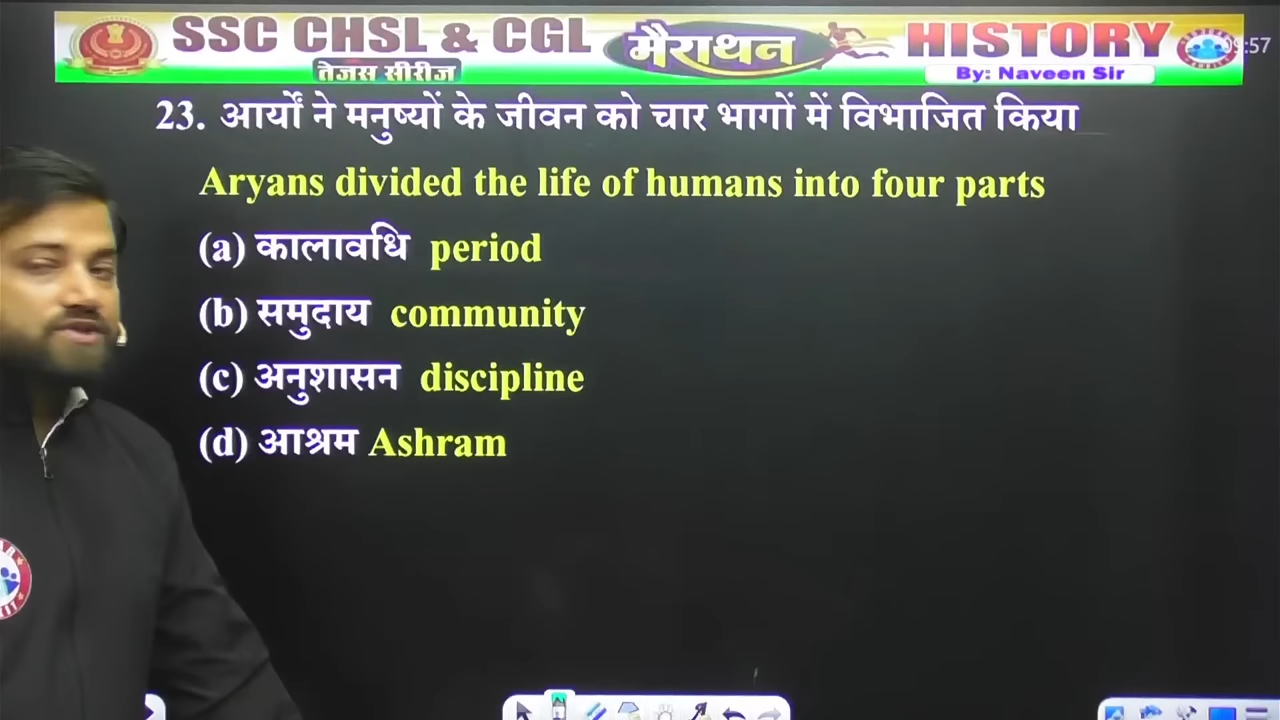 SSC CHSL & CGL मैराथन HISTORY
तेजस सीरीज By: Naveen Sir
23. आर्यों ने मनुष्यों के जीवन को चार भागों में विभाजित किया
Aryans divided the life of humans into four parts
(a) कालावधि period
(b) समुदाय community
(c) अनुशासन discipline
(d) आश्रम Ashram